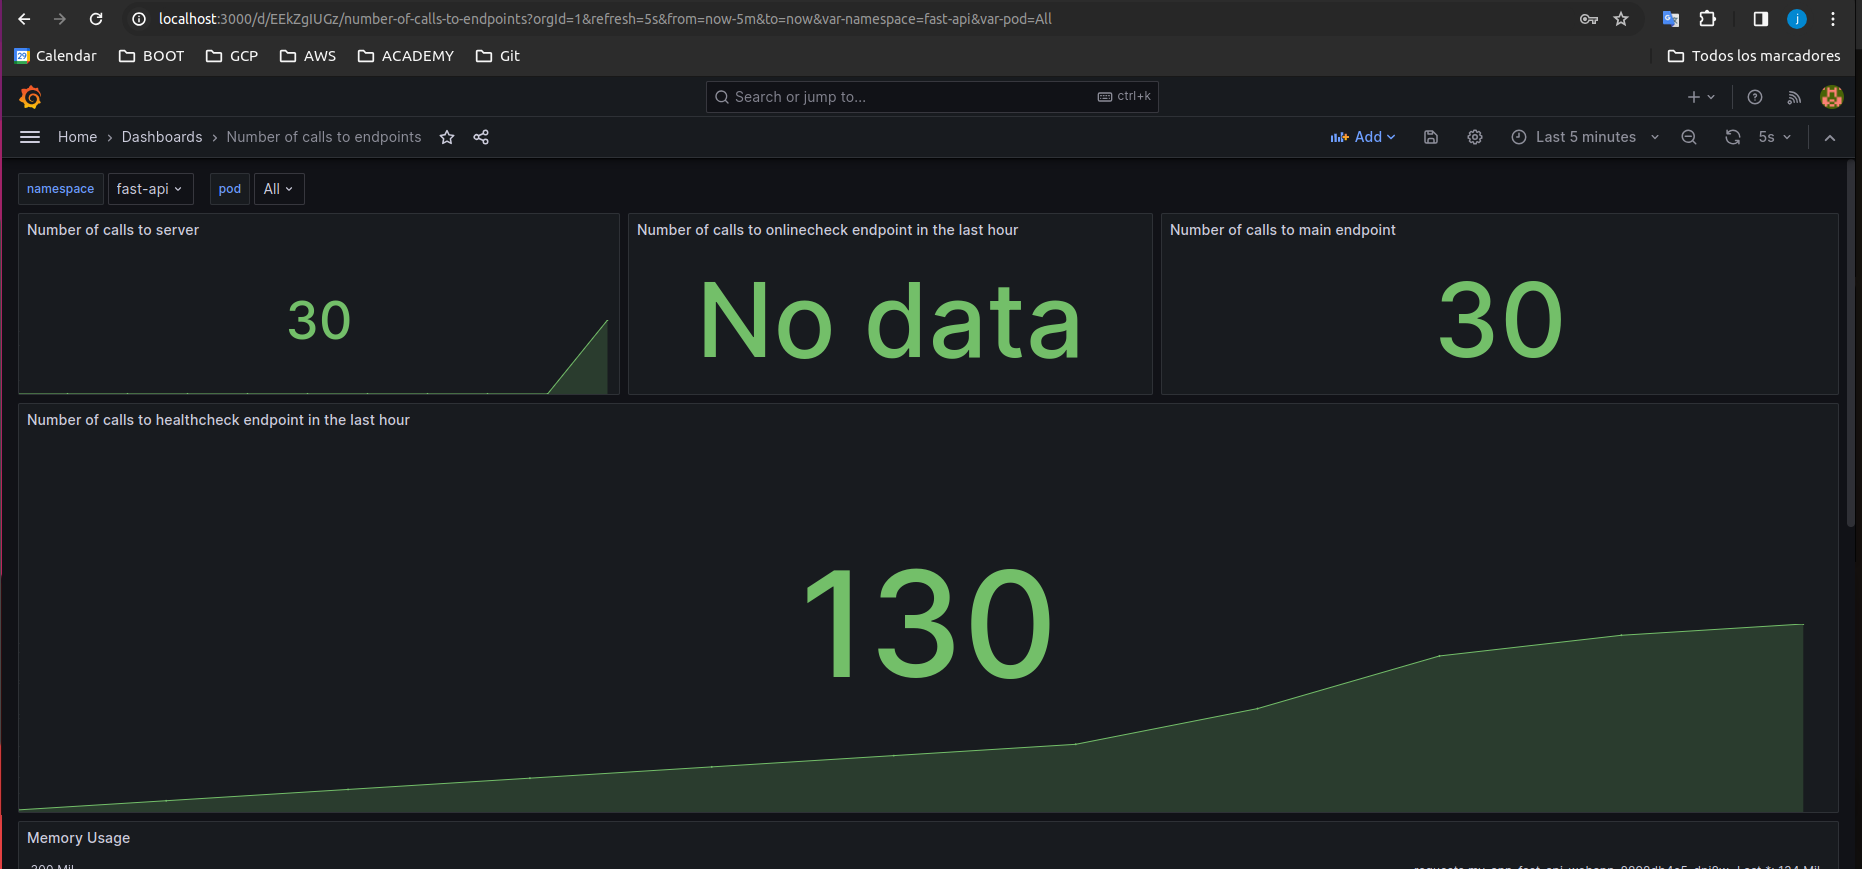 localhost:3000/d/EEkZgIUGz/number-of-calls-to-endpoints?orgId=1&refresh=5s&from=now-5m&to=now&var-namespace=fast-api&var-pod=All
j
29 Calendar BOOT GCP AWS ACADEMY Git Todos los marcadores
Search or jump to... ctrl+k
Home › Dashboards › Number of calls to endpoints Add Last 5 minutes 5s
namespace fast-api pod All
Number of calls to server
30
Number of calls to onlinecheck endpoint in the last hour
No data
Number of calls to main endpoint
30
Number of calls to healthcheck endpoint in the last hour
130
Memory Usage